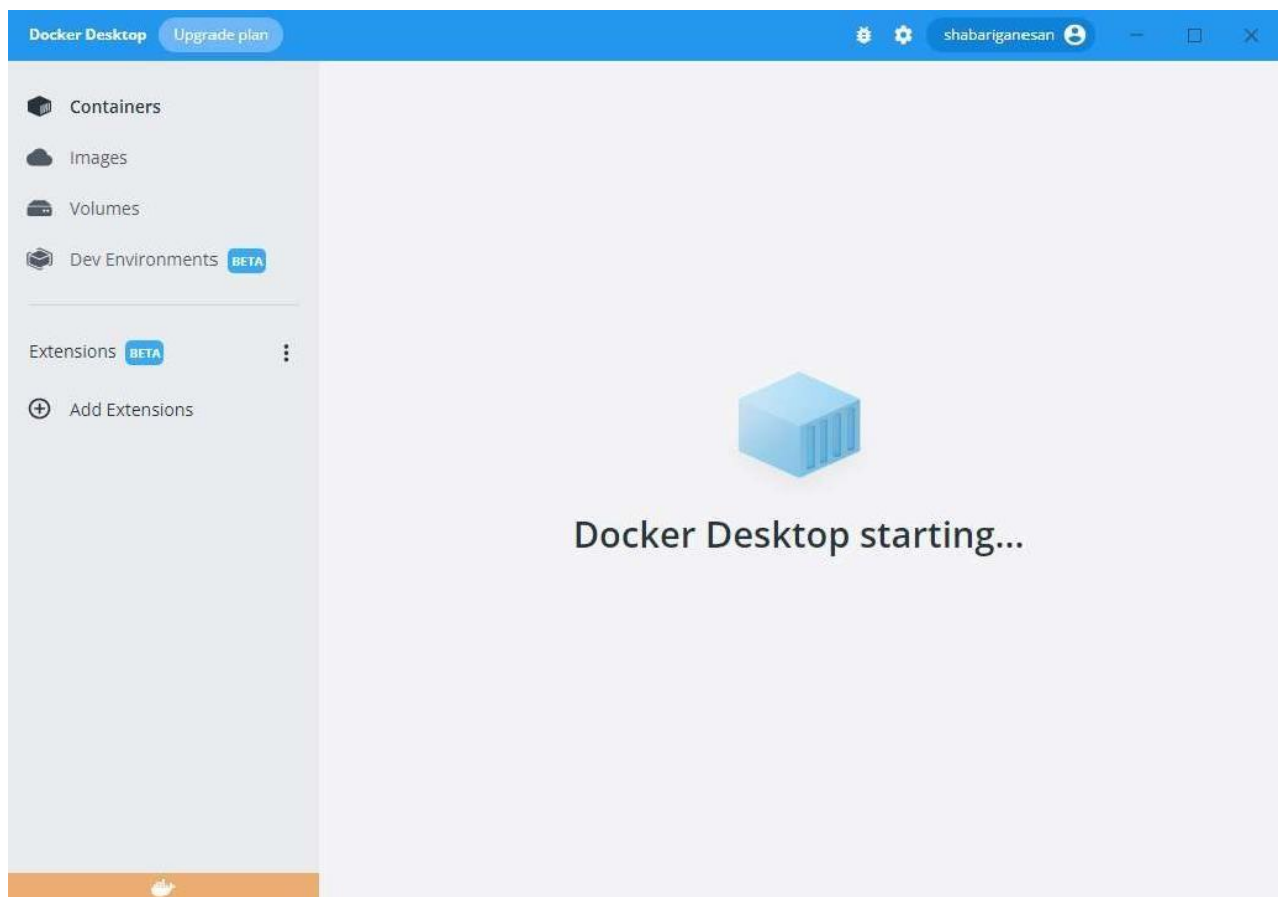 Docker Desktop Upgrade plan shabariganesan
Containers
Images
Volumes
Dev Environments BETA
Extensions BETA
Add Extensions
Docker Desktop starting...